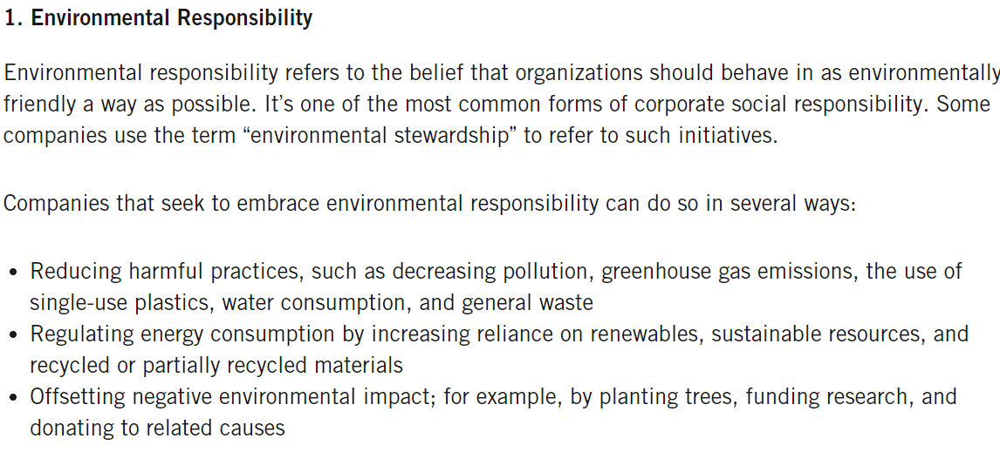 1. Environmental Responsibility
Environmental responsibility refers to the belief that organizations should behave in as environmentally
friendly a way as possible. It’s one of the most common forms of corporate social responsibility. Some
companies use the term “environmental stewardship” to refer to such initiatives.
Companies that seek to embrace environmental responsibility can do so in several ways:
• Reducing harmful practices, such as decreasing pollution, greenhouse gas emissions, the use of
single-use plastics, water consumption, and general waste
• Regulating energy consumption by increasing reliance on renewables, sustainable resources, and
recycled or partially recycled materials
• Offsetting negative environmental impact; for example, by planting trees, funding research, and
donating to related causes